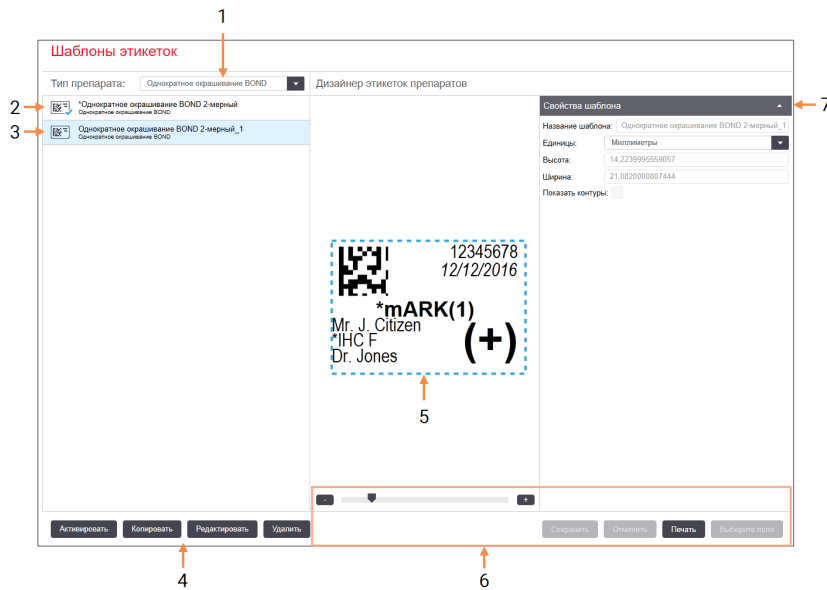 1
Шаблоны этикеток
Тип препарата: Однократное окрашивание BOND
Дизайнер этикеток препаратов
2
*Однократное окрашивание BOND 2-мерный
Однократное окрашивание BOND
3
Однократное окрашивание BOND 2-мерный_1
Однократное окрашивание BOND
Свойства шаблона
7
Название шаблона: Однократное окрашивание BOND 2-мерный_1
Единицы: Миллиметры
Высота: 14,2239995559057
Ширина: 21,0820000807444
Показать контуры:
12345678
12/12/2016
*mARK(1)
Mr. J. Citizen
*IHC F
Dr. Jones
(+)
5
- +
Активировать Копировать Редактировать Удалить
Сохранить Отменить Печать Выберите поля
4
6